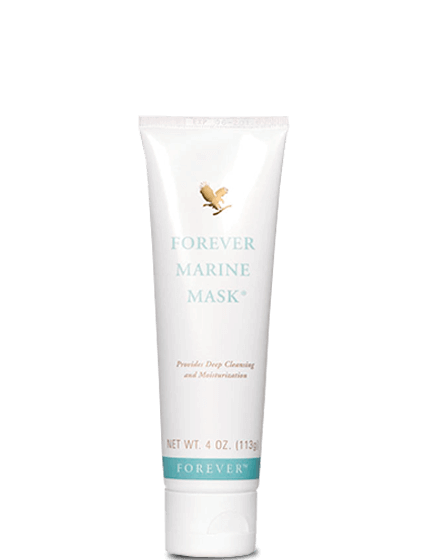 FOREVER
MARINE
MASK®
Provides Deep Cleansing
and Moisturization
NET WT. 4 OZ. (113g)
FOREVER™